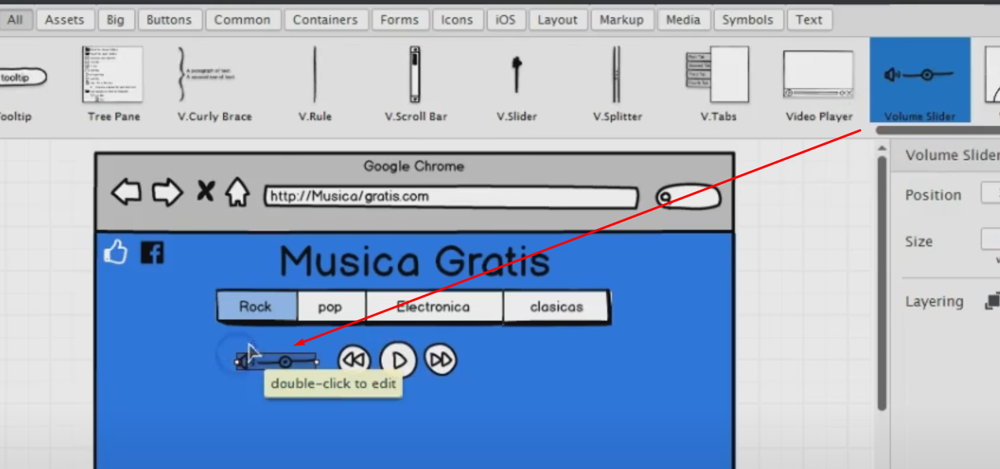 All Assets Big Buttons Common Containers Forms Icons iOS Layout Markup Media Symbols Text
tooltip
A paragraph of text.
A second row of text.
ooltip Tree Pane V.Curly Brace V.Rule V.Scroll Bar V.Slider V.Splitter V.Tabs Video Player Volume Slider
Google Chrome
http://Musica/gratis.com
Volume Slider
Position
Size
Layering
f
Musica Gratis
Rock pop Electronica clasicas
double-click to edit